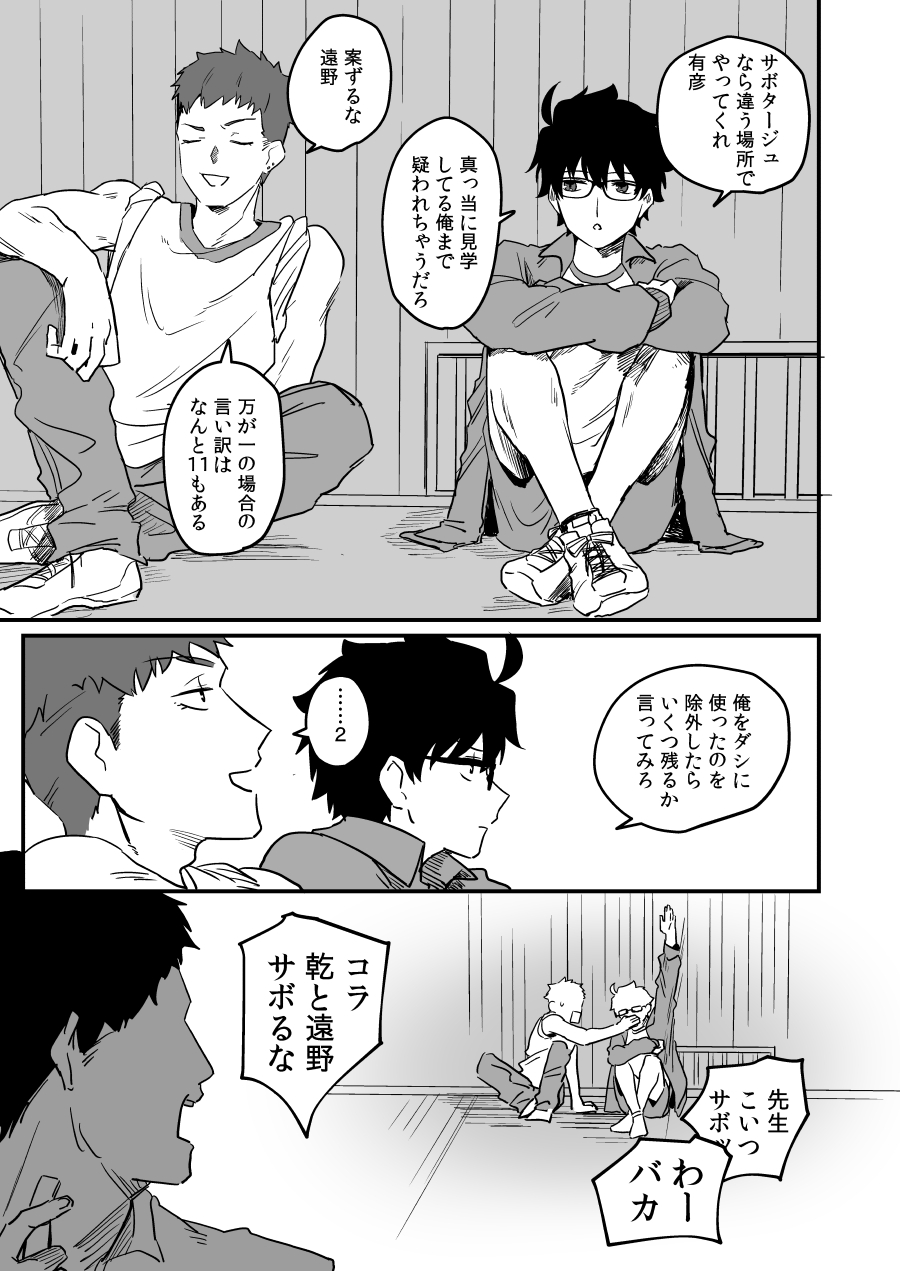 サボタージュ
なら違う場所で
やってくれ
有彦
真っ当に見学
してる俺まで
疑われちゃうだろ
案ずるな
遠野
万が一の場合の
言い訳は
なんと11もある
俺をダシに
使ったのを
除外したら
いくつ残るか
言ってみろ
……2
先生
こいつ
サボッ
わー
バカ
コラ
乾と遠野
サボるな